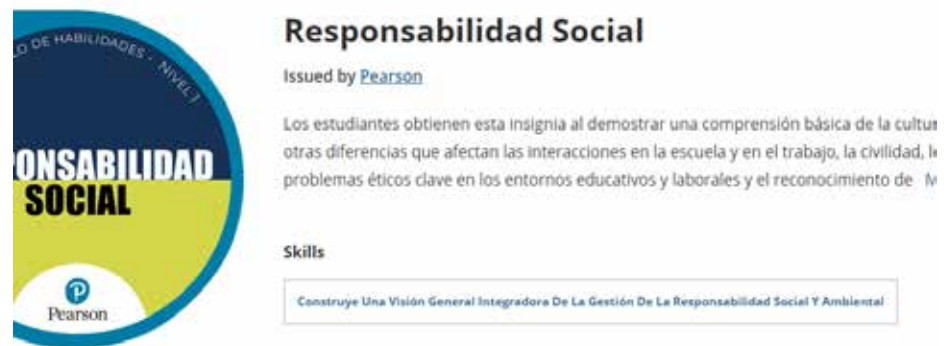 LO DE HABILIDADES - NIVEL 1
PONSABILIDAD
SOCIAL
Pearson
Responsabilidad Social
Issued by Pearson
Los estudiantes obtienen esta insignia al demostrar una comprensión básica de la cultur
otras diferencias que afectan las interacciones en la escuela y en el trabajo, la civilidad, l
problemas éticos clave en los entornos educativos y laborales y el reconocimiento de
Skills
Construye Una Visión General Integradora De La Gestión De La Responsabilidad Social Y Ambiental